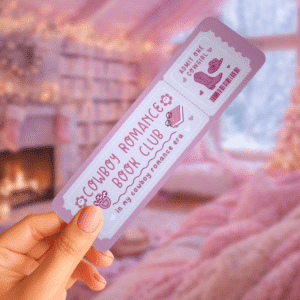 COWBOY ROMANCE
BOOK CLUB
in my cowboy romance era
ADMIT ONE
COWGIRL